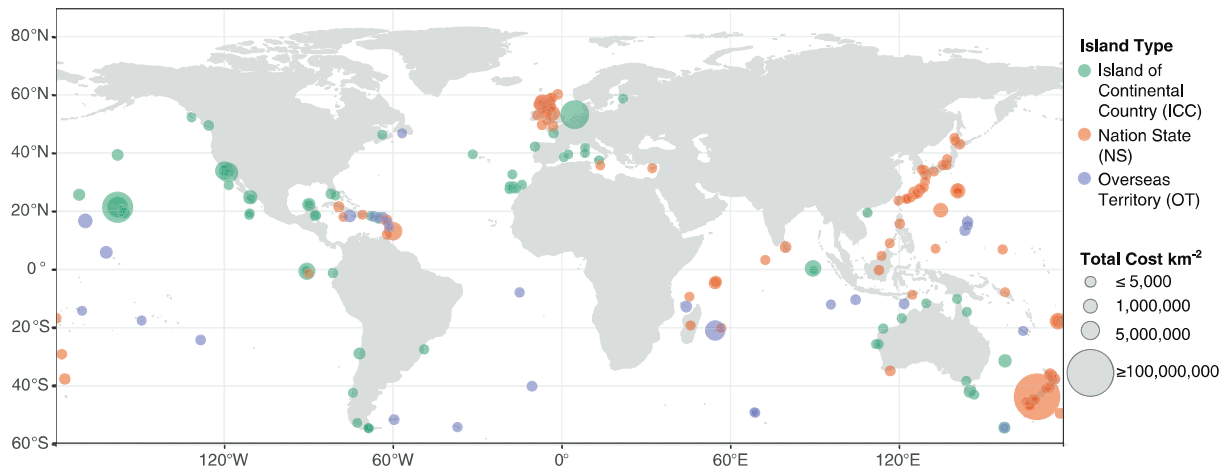 80°N
60°N
40°N
20°N
0°
20°S
40°S
60°S
120°W
60°W
0°
60°E
120°E
Island Type
Island of
Continental
Country (ICC)
Nation State
(NS)
Overseas
Territory (OT)
Total Cost km-2
≤ 5,000
1,000,000
5,000,000
≥100,000,000